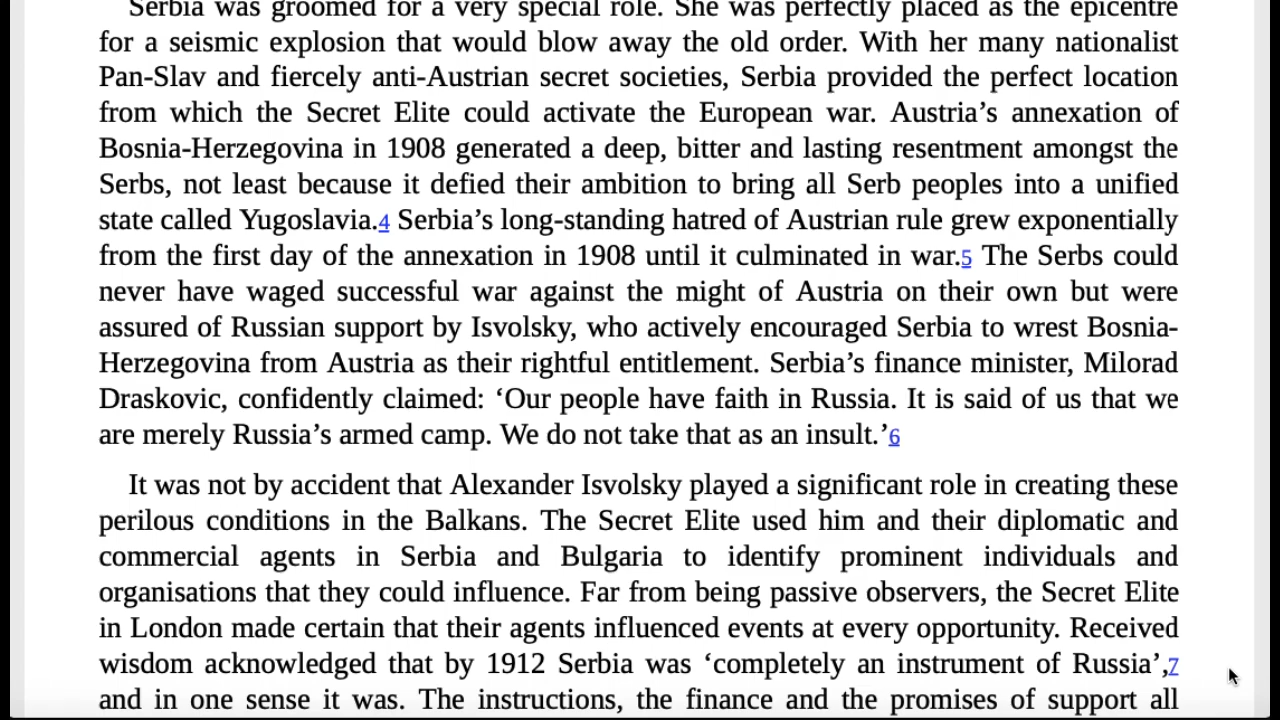 Serbia was groomed for a very special role. She was perfectly placed as the epicentre
for a seismic explosion that would blow away the old order. With her many nationalist
Pan-Slav and fiercely anti-Austrian secret societies, Serbia provided the perfect location
from which the Secret Elite could activate the European war. Austria’s annexation of
Bosnia-Herzegovina in 1908 generated a deep, bitter and lasting resentment amongst the
Serbs, not least because it defied their ambition to bring all Serb peoples into a unified
state called Yugoslavia.4 Serbia’s long-standing hatred of Austrian rule grew exponentially
from the first day of the annexation in 1908 until it culminated in war.5 The Serbs could
never have waged successful war against the might of Austria on their own but were
assured of Russian support by Isvolsky, who actively encouraged Serbia to wrest Bosnia-
Herzegovina from Austria as their rightful entitlement. Serbia’s finance minister, Milorad
Draskovic, confidently claimed: ‘Our people have faith in Russia. It is said of us that we
are merely Russia’s armed camp. We do not take that as an insult.’6
It was not by accident that Alexander Isvolsky played a significant role in creating these
perilous conditions in the Balkans. The Secret Elite used him and their diplomatic and
commercial agents in Serbia and Bulgaria to identify prominent individuals and
organisations that they could influence. Far from being passive observers, the Secret Elite
in London made certain that their agents influenced events at every opportunity. Received
wisdom acknowledged that by 1912 Serbia was ‘completely an instrument of Russia’,7
and in one sense it was. The instructions, the finance and the promises of support all